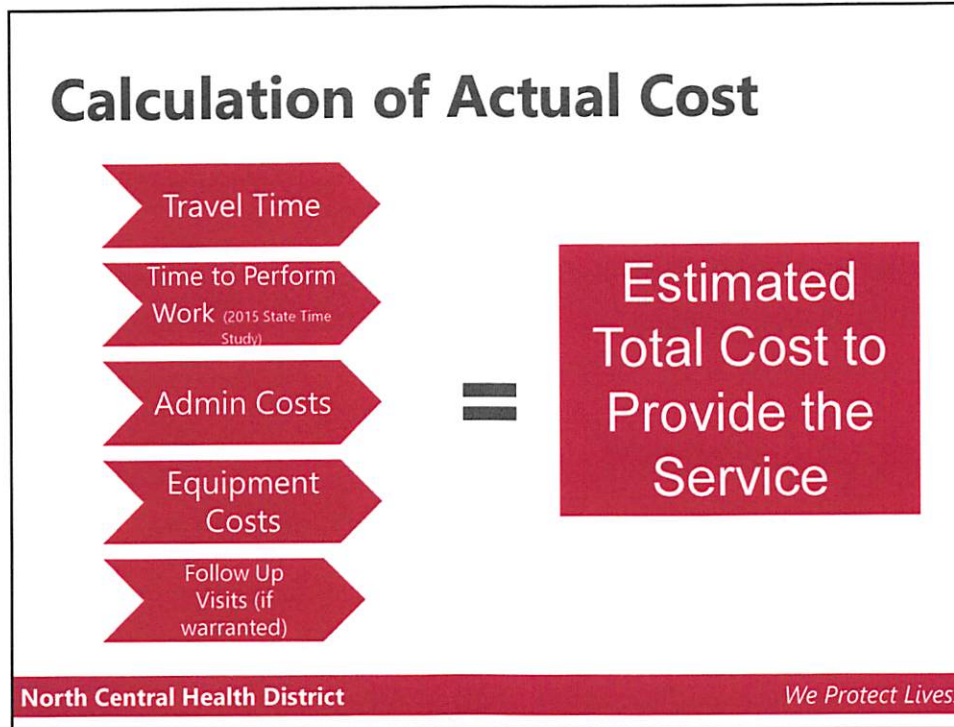 Calculation of Actual Cost
Travel Time
Time to Perform
Work (2015 State Time
Study)
Admin Costs
Equipment
Costs
Follow Up
Visits (if
warranted)
=
Estimated
Total Cost to
Provide the
Service
North Central Health District
We Protect Lives